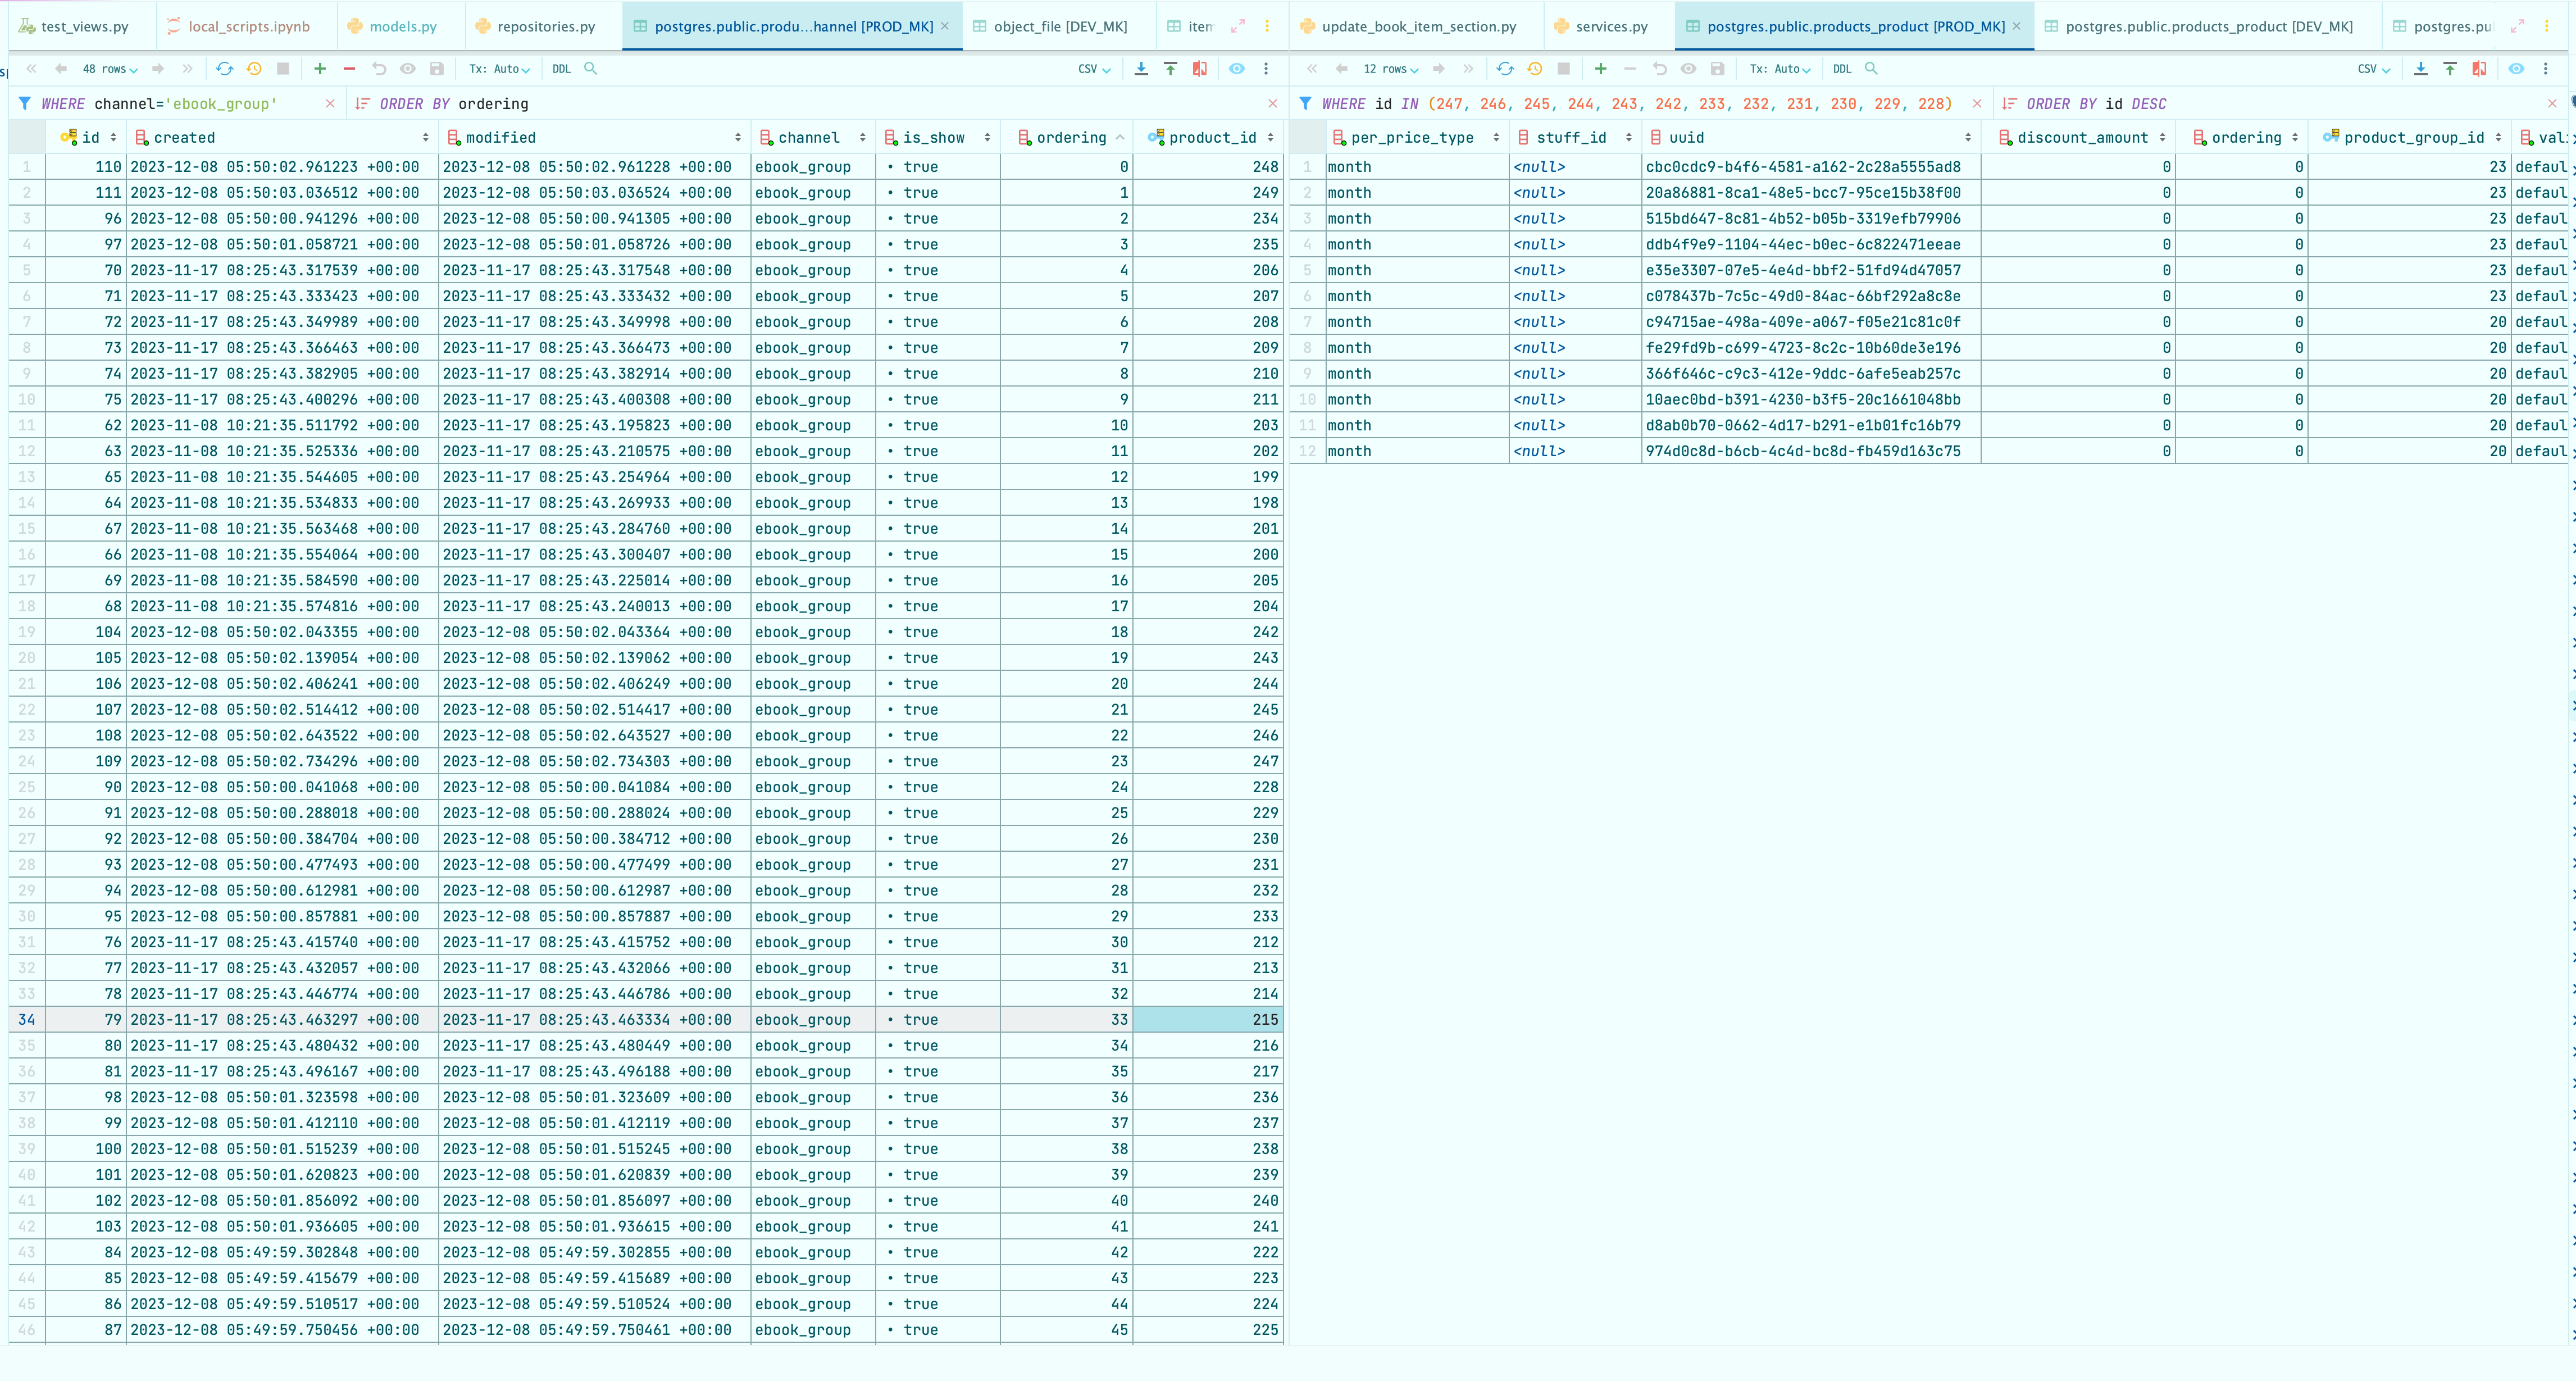 test_views.py local_scripts.ipynb models.py repositories.py postgres.public.produ...hannel [PROD_MK] object_file [DEV_MK] item
48 rows Tx: Auto DDL CSV
WHERE channel='ebook_group' ORDER BY ordering
id created modified channel is_show ordering product_id
1 110 2023-12-08 05:50:02.961223 +00:00 2023-12-08 05:50:02.961228 +00:00 ebook_group • true 0 248
2 111 2023-12-08 05:50:03.036512 +00:00 2023-12-08 05:50:03.036524 +00:00 ebook_group • true 1 249
3 96 2023-12-08 05:50:00.941296 +00:00 2023-12-08 05:50:00.941305 +00:00 ebook_group • true 2 234
4 97 2023-12-08 05:50:01.058721 +00:00 2023-12-08 05:50:01.058726 +00:00 ebook_group • true 3 235
5 70 2023-11-17 08:25:43.317539 +00:00 2023-11-17 08:25:43.317548 +00:00 ebook_group • true 4 206
6 71 2023-11-17 08:25:43.333423 +00:00 2023-11-17 08:25:43.333432 +00:00 ebook_group • true 5 207
7 72 2023-11-17 08:25:43.349989 +00:00 2023-11-17 08:25:43.349998 +00:00 ebook_group • true 6 208
8 73 2023-11-17 08:25:43.366463 +00:00 2023-11-17 08:25:43.366473 +00:00 ebook_group • true 7 209
9 74 2023-11-17 08:25:43.382905 +00:00 2023-11-17 08:25:43.382914 +00:00 ebook_group • true 8 210
10 75 2023-11-17 08:25:43.400296 +00:00 2023-11-17 08:25:43.400308 +00:00 ebook_group • true 9 211
11 62 2023-11-08 10:21:35.511792 +00:00 2023-11-17 08:25:43.195823 +00:00 ebook_group • true 10 203
12 63 2023-11-08 10:21:35.525336 +00:00 2023-11-17 08:25:43.210575 +00:00 ebook_group • true 11 202
13 65 2023-11-08 10:21:35.544605 +00:00 2023-11-17 08:25:43.254964 +00:00 ebook_group • true 12 199
14 64 2023-11-08 10:21:35.534833 +00:00 2023-11-17 08:25:43.269933 +00:00 ebook_group • true 13 198
15 67 2023-11-08 10:21:35.563468 +00:00 2023-11-17 08:25:43.284760 +00:00 ebook_group • true 14 201
16 66 2023-11-08 10:21:35.554064 +00:00 2023-11-17 08:25:43.300407 +00:00 ebook_group • true 15 200
17 69 2023-11-08 10:21:35.584590 +00:00 2023-11-17 08:25:43.225014 +00:00 ebook_group • true 16 205
18 68 2023-11-08 10:21:35.574816 +00:00 2023-11-17 08:25:43.240013 +00:00 ebook_group • true 17 204
19 104 2023-12-08 05:50:02.043355 +00:00 2023-12-08 05:50:02.043364 +00:00 ebook_group • true 18 242
20 105 2023-12-08 05:50:02.139054 +00:00 2023-12-08 05:50:02.139062 +00:00 ebook_group • true 19 243
21 106 2023-12-08 05:50:02.406241 +00:00 2023-12-08 05:50:02.406249 +00:00 ebook_group • true 20 244
22 107 2023-12-08 05:50:02.514412 +00:00 2023-12-08 05:50:02.514417 +00:00 ebook_group • true 21 245
23 108 2023-12-08 05:50:02.643522 +00:00 2023-12-08 05:50:02.643527 +00:00 ebook_group • true 22 246
24 109 2023-12-08 05:50:02.734296 +00:00 2023-12-08 05:50:02.734303 +00:00 ebook_group • true 23 247
25 90 2023-12-08 05:50:00.041068 +00:00 2023-12-08 05:50:00.041084 +00:00 ebook_group • true 24 228
26 91 2023-12-08 05:50:00.288018 +00:00 2023-12-08 05:50:00.288024 +00:00 ebook_group • true 25 229
27 92 2023-12-08 05:50:00.384704 +00:00 2023-12-08 05:50:00.384712 +00:00 ebook_group • true 26 230
28 93 2023-12-08 05:50:00.477493 +00:00 2023-12-08 05:50:00.477499 +00:00 ebook_group • true 27 231
29 94 2023-12-08 05:50:00.612981 +00:00 2023-12-08 05:50:00.612987 +00:00 ebook_group • true 28 232
30 95 2023-12-08 05:50:00.857881 +00:00 2023-12-08 05:50:00.857887 +00:00 ebook_group • true 29 233
31 76 2023-11-17 08:25:43.415740 +00:00 2023-11-17 08:25:43.415752 +00:00 ebook_group • true 30 212
32 77 2023-11-17 08:25:43.432057 +00:00 2023-11-17 08:25:43.432066 +00:00 ebook_group • true 31 213
33 78 2023-11-17 08:25:43.446774 +00:00 2023-11-17 08:25:43.446786 +00:00 ebook_group • true 32 214
34 79 2023-11-17 08:25:43.463297 +00:00 2023-11-17 08:25:43.463334 +00:00 ebook_group • true 33 215
35 80 2023-11-17 08:25:43.480432 +00:00 2023-11-17 08:25:43.480449 +00:00 ebook_group • true 34 216
36 81 2023-11-17 08:25:43.496167 +00:00 2023-11-17 08:25:43.496188 +00:00 ebook_group • true 35 217
37 98 2023-12-08 05:50:01.323598 +00:00 2023-12-08 05:50:01.323609 +00:00 ebook_group • true 36 236
38 99 2023-12-08 05:50:01.412110 +00:00 2023-12-08 05:50:01.412119 +00:00 ebook_group • true 37 237
39 100 2023-12-08 05:50:01.515239 +00:00 2023-12-08 05:50:01.515245 +00:00 ebook_group • true 38 238
40 101 2023-12-08 05:50:01.620823 +00:00 2023-12-08 05:50:01.620839 +00:00 ebook_group • true 39 239
41 102 2023-12-08 05:50:01.856092 +00:00 2023-12-08 05:50:01.856097 +00:00 ebook_group • true 40 240
42 103 2023-12-08 05:50:01.936605 +00:00 2023-12-08 05:50:01.936615 +00:00 ebook_group • true 41 241
43 84 2023-12-08 05:49:59.302848 +00:00 2023-12-08 05:49:59.302855 +00:00 ebook_group • true 42 222
44 85 2023-12-08 05:49:59.415679 +00:00 2023-12-08 05:49:59.415689 +00:00 ebook_group • true 43 223
45 86 2023-12-08 05:49:59.510517 +00:00 2023-12-08 05:49:59.510524 +00:00 ebook_group • true 44 224
46 87 2023-12-08 05:49:59.750456 +00:00 2023-12-08 05:49:59.750461 +00:00 ebook_group • true 45 225
update_book_item_section.py services.py postgres.public.products_product [PROD_MK] postgres.public.products_product [DEV_MK] postgres.pu
12 rows Tx: Auto DDL CSV
WHERE id IN (247, 246, 245, 244, 243, 242, 233, 232, 231, 230, 229, 228) ORDER BY id DESC
per_price_type stuff_id uuid discount_amount ordering product_group_id vali
1 month <null> cbc0cdc9-b4f6-4581-a162-2c28a5555ad8 0 0 23 defaul
2 month <null> 20a86881-8ca1-48e5-bcc7-95ce15b38f00 0 0 23 defaul
3 month <null> 515bd647-8c81-4b52-b05b-3319efb79906 0 0 23 defaul
4 month <null> ddb4f9e9-1104-44ec-b0ec-6c822471eeae 0 0 23 defaul
5 month <null> e35e3307-07e5-4e4d-bbf2-51fd94d47057 0 0 23 defaul
6 month <null> c078437b-7c5c-49d0-84ac-66bf292a8c8e 0 0 23 defaul
7 month <null> c94715ae-498a-409e-a067-f05e21c81c0f 0 0 20 defaul
8 month <null> fe29fd9b-c699-4723-8c2c-10b60de3e196 0 0 20 defaul
9 month <null> 366f646c-c9c3-412e-9ddc-6afe5eab257c 0 0 20 defaul
10 month <null> 10aec0bd-b391-4230-b3f5-20c1661048bb 0 0 20 defaul
11 month <null> d8ab0b70-0662-4d17-b291-e1b01fc16b79 0 0 20 defaul
12 month <null> 974d0c8d-b6cb-4c4d-bc8d-fb459d163c75 0 0 20 defaul